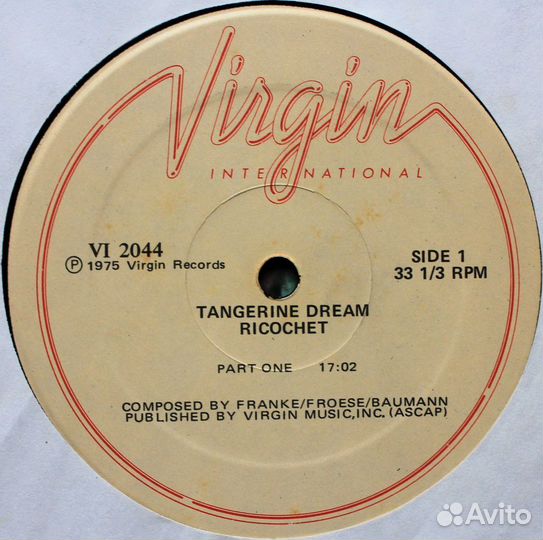 Virgin
INTERNATIONAL
VI 2044
Ⓟ 1975 Virgin Records
SIDE 1
33 1/3 RPM
TANGERINE DREAM
RICOCHET
PART ONE 17:02
COMPOSED BY FRANKE/FROESE/BAUMANN
PUBLISHED BY VIRGIN MUSIC,INC.(ASCAP)
Avito